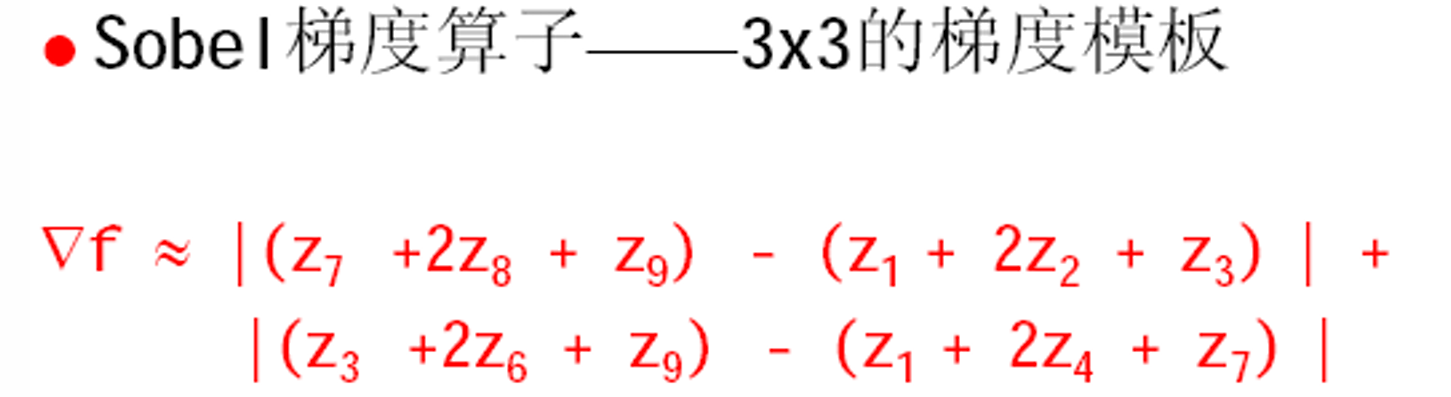 ● Sobel梯度算子——3x3的梯度模板
∇f ≈ |(z₇ +2z₈ + z₉) - (z₁ + 2z₂ + z₃) | +
|(z₃ +2z₆ + z₉) - (z₁ + 2z₄ + z₇) |